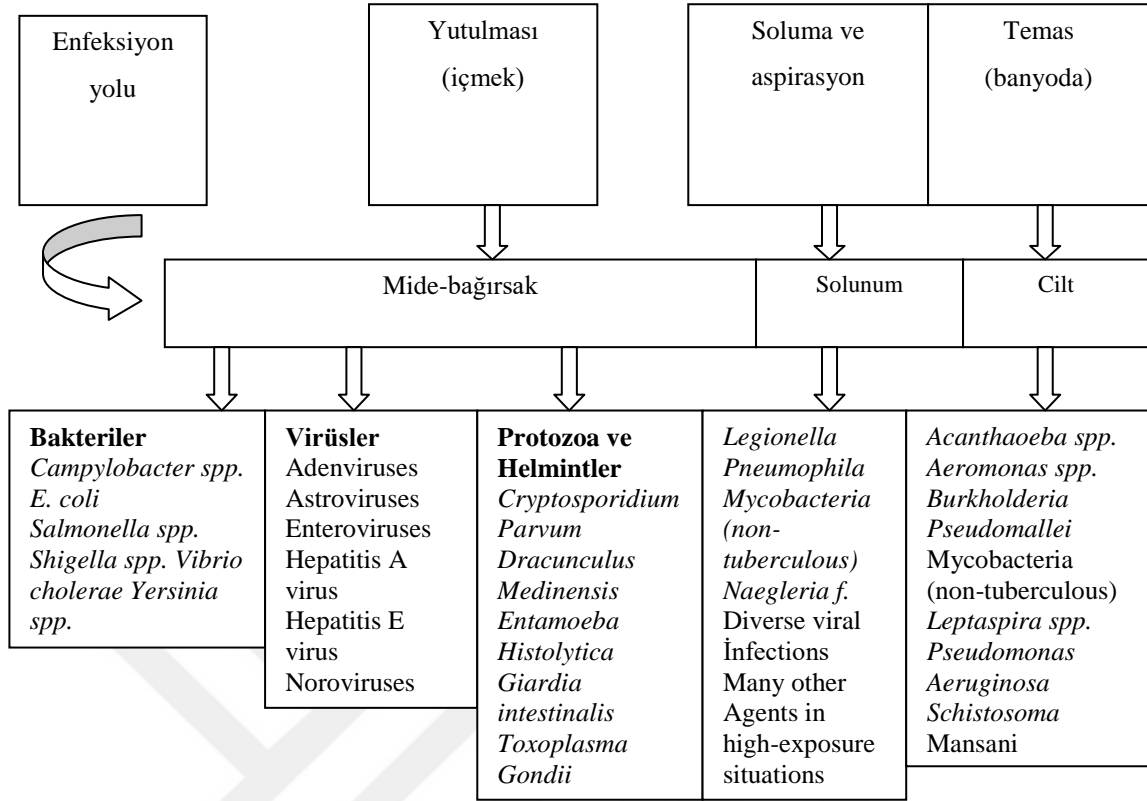 Enfeksiyon
yolu
Yutulması
(içmek)
Soluma ve
aspirasyon
Temas
(banyoda)
Mide-bağırsak
Solunum
Cilt
Bakteriler
Campylobacter spp.
E. coli
Salmonella spp.
Shigella spp. Vibrio
cholerae Yersinia
spp.
Virüsler
Adenviruses
Astroviruses
Enteroviruses
Hepatitis A
virus
Hepatitis E
virus
Noroviruses
Protozoa ve
Helmintler
Cryptosporidium
Parvum
Dracunculus
Medinensis
Entamoeba
Histolytica
Giardia
intestinalis
Toxoplasma
Gondii
Legionella
Pneumophila
Mycobacteria
(non-
tuberculous)
Naegleria f.
Diverse viral
İnfections
Many other
Agents in
high-exposure
situations
Acanthaoeba spp.
Aeromonas spp.
Burkholderia
Pseudomallei
Mycobacteria
(non-tuberculous)
Leptaspira spp.
Pseudomonas
Aeruginosa
Schistosoma
Mansani